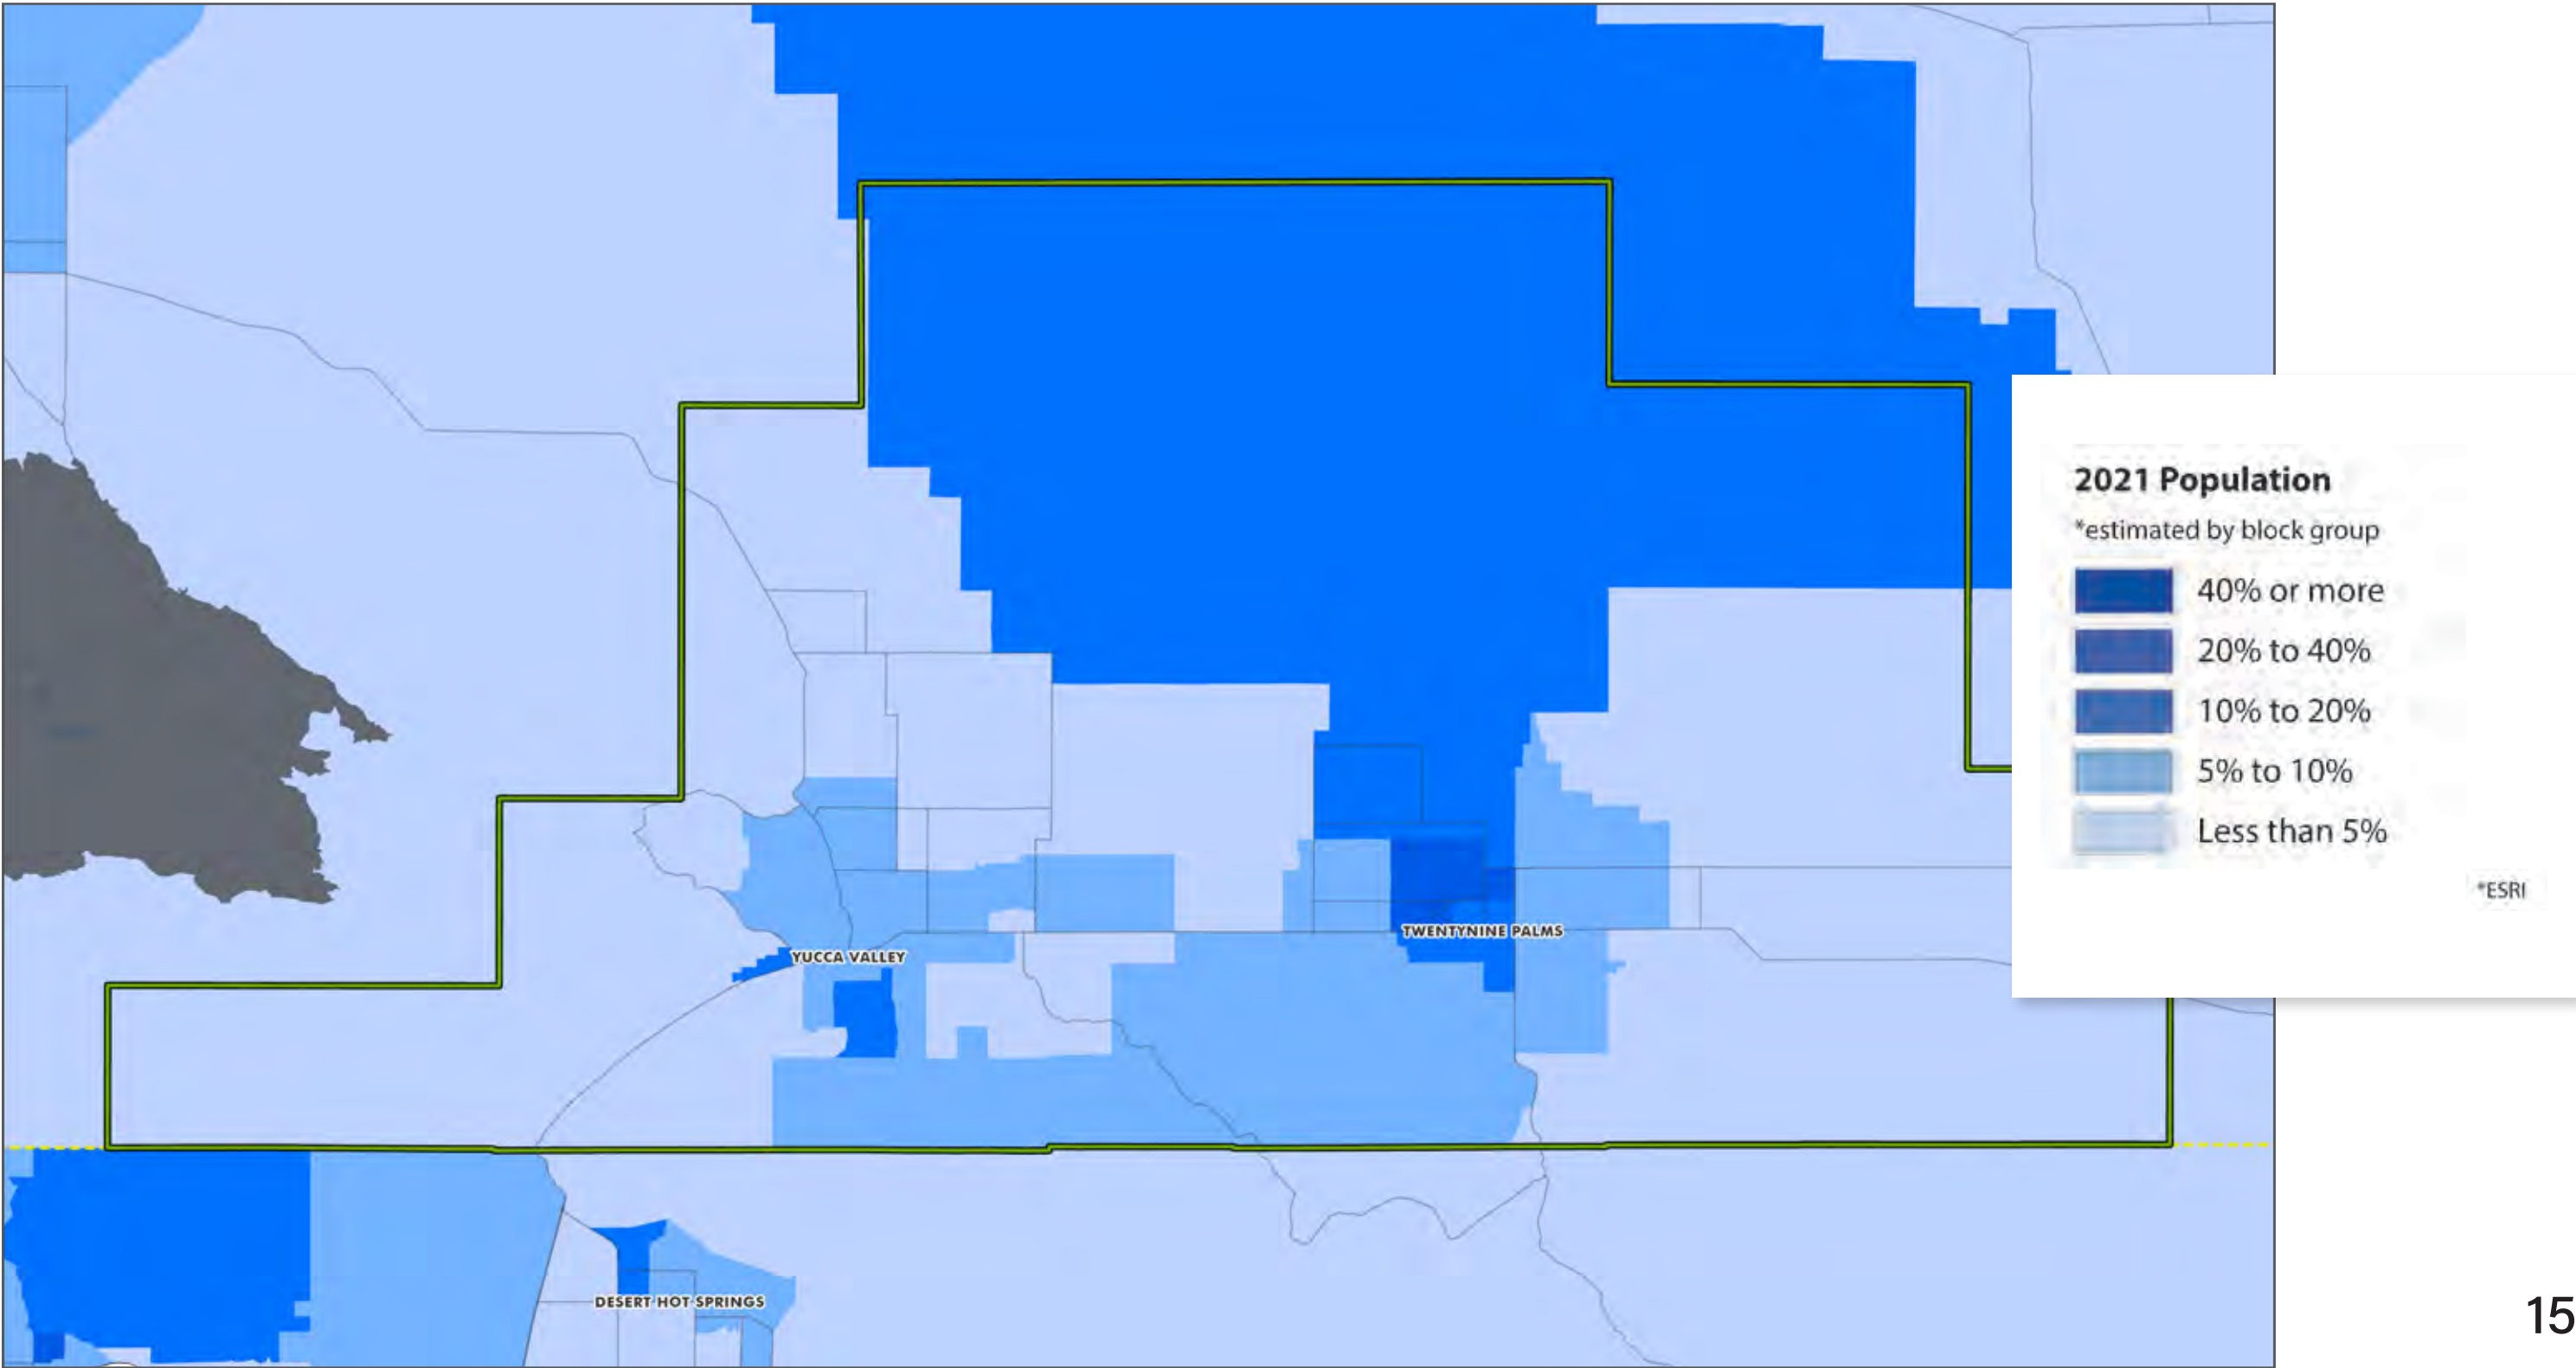 2021 Population
*estimated by block group
40% or more
20% to 40%
10% to 20%
5% to 10%
Less than 5%
*ESRI
TWENTYNINE PALMS
YUCCA VALLEY
DESERT HOT SPRINGS
15